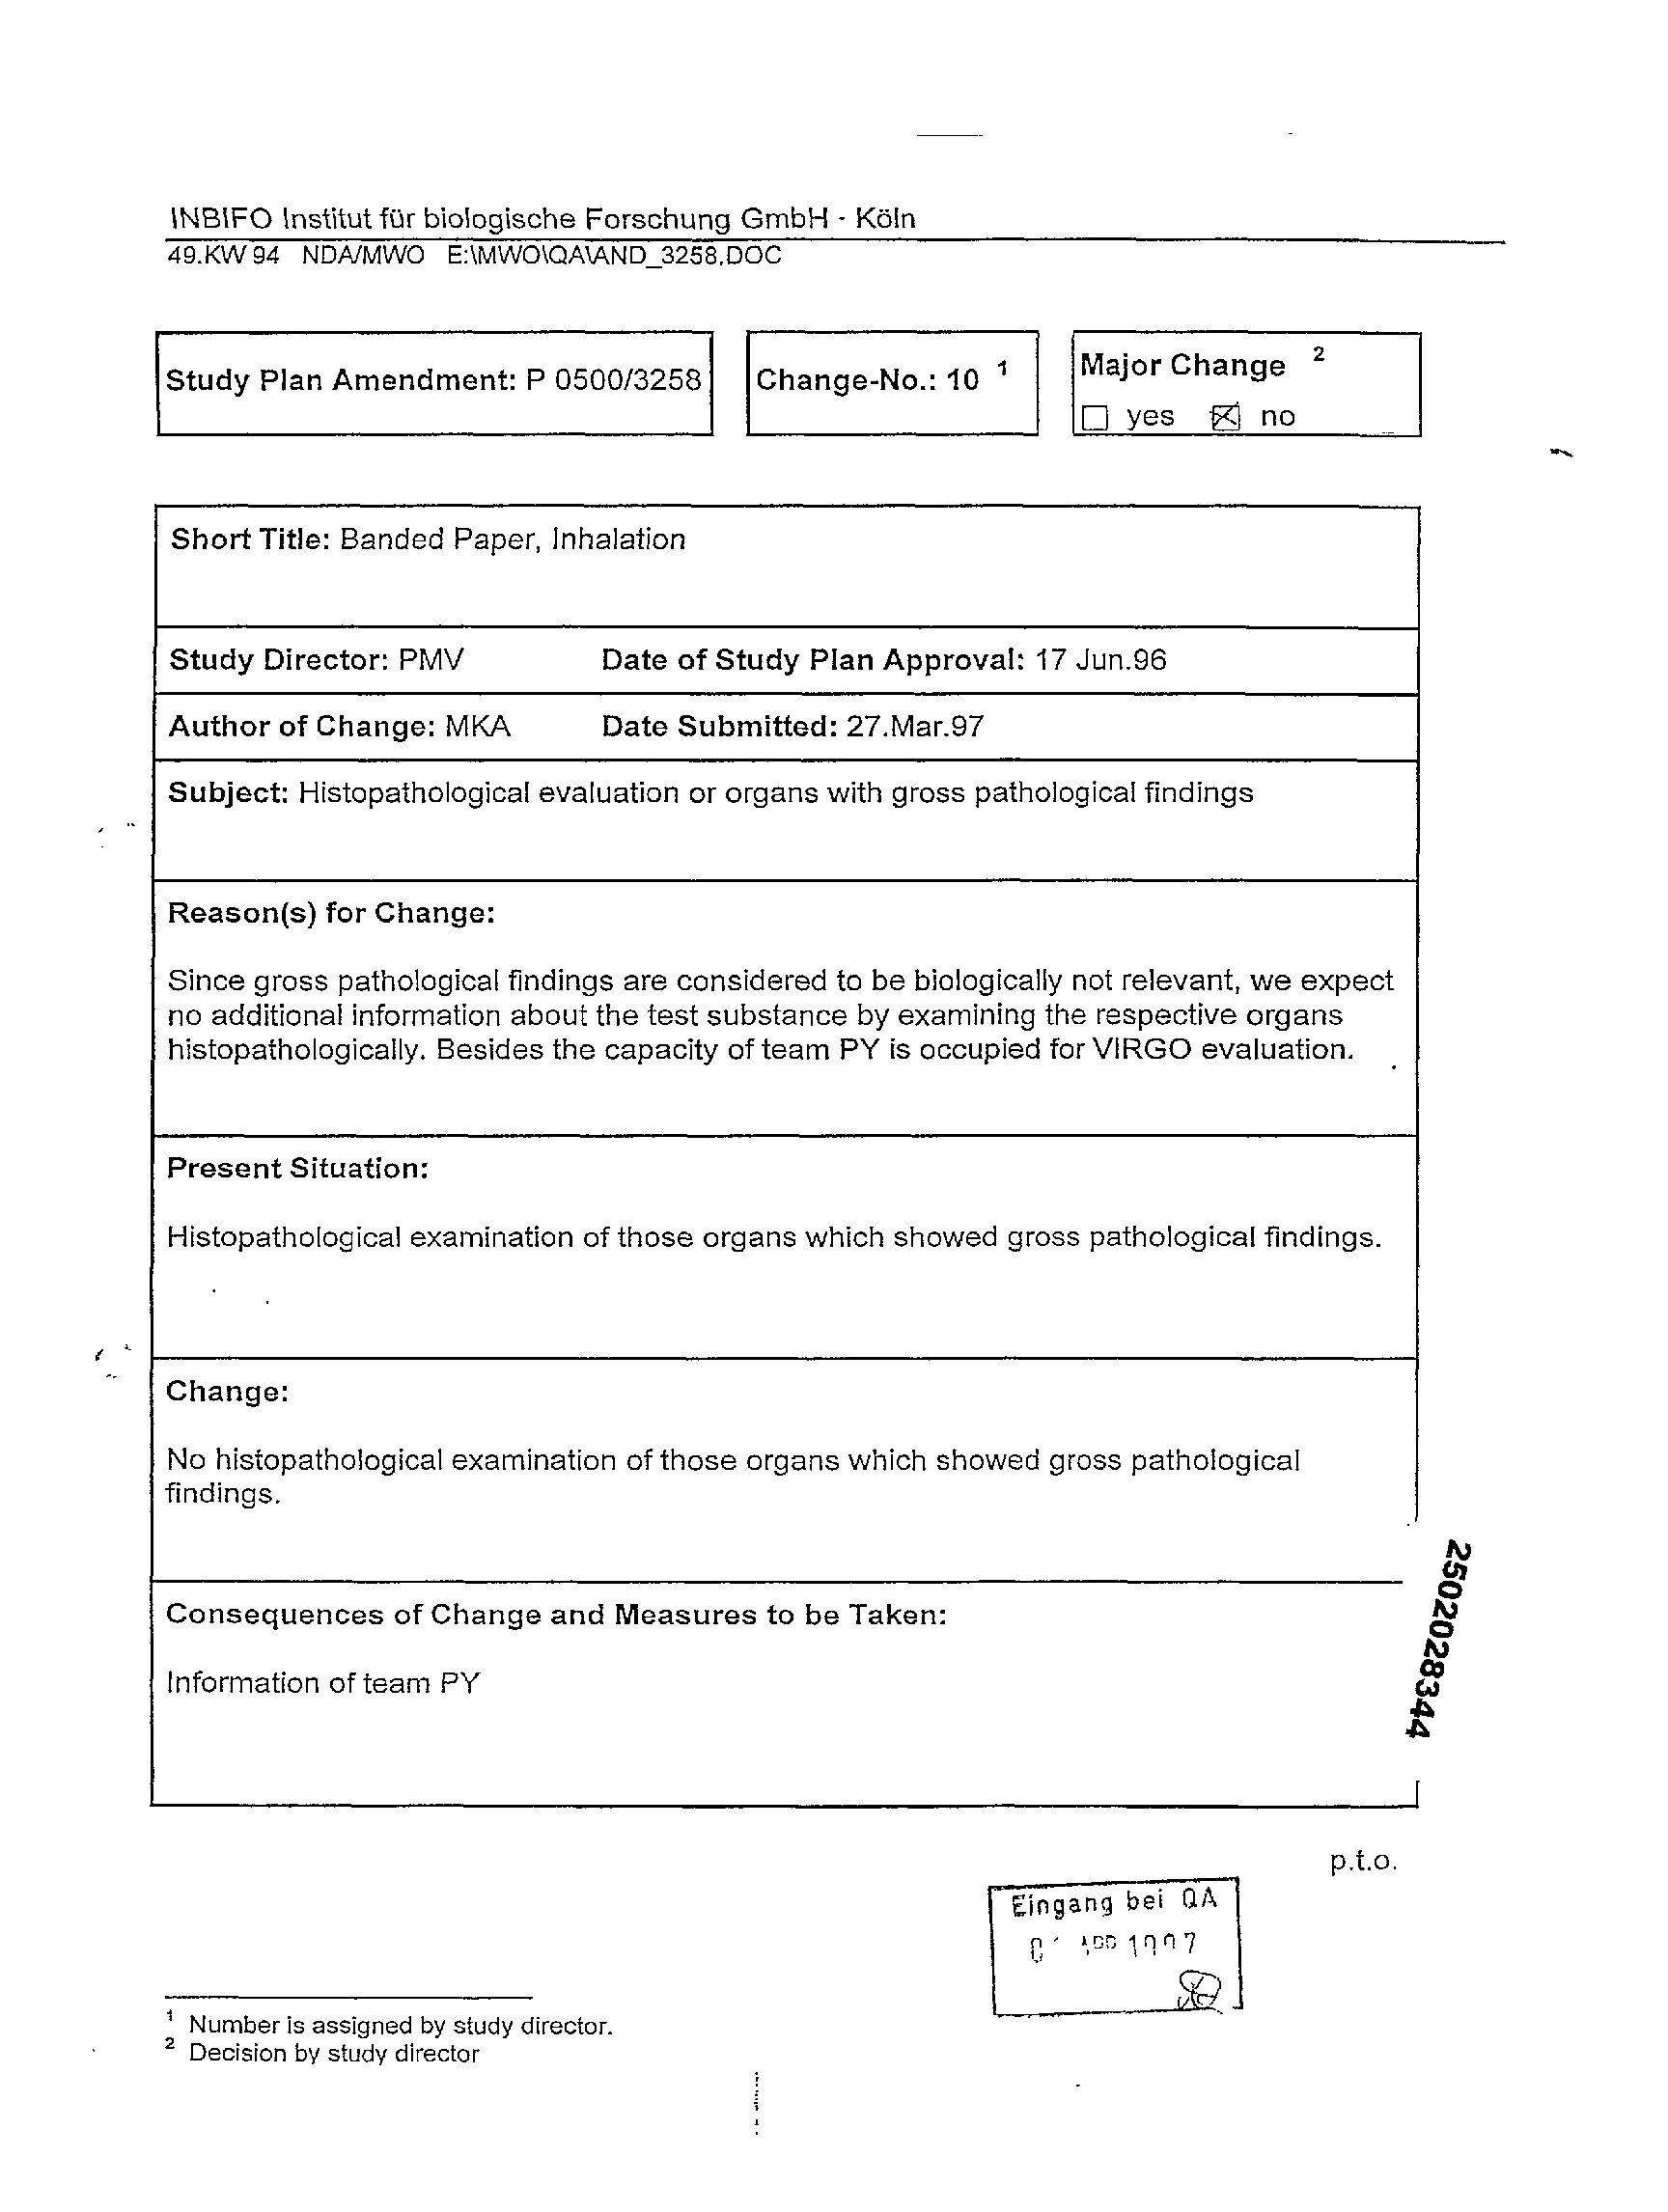 INBIFO Institut für biologische Forschung GmbH - Köln
49.KW 94 NDA/MWO E:\MWO\QA\AND_3258.DOC
Study Plan Amendment: P 0500/3258
Change-No.: 10 1
Major Change 2
yes no
Short Title: Banded Paper, Inhalation
Study Director: PMV Date of Study Plan Approval: 17 Jun.96
Author of Change: MKA Date Submitted: 27.Mar.97
Subject: Histopathological evaluation or organs with gross pathological findings
Reason(s) for Change:
Since gross pathological findings are considered to be biologically not relevant, we expect
no additional information about the test substance by examining the respective organs
histopathologically. Besides the capacity of team PY is occupied for VIRGO evaluation.
Present Situation:
Histopathological examination of those organs which showed gross pathological findings.
Change:
No histopathological examination of those organs which showed gross pathological
findings.
Consequences of Change and Measures to be Taken:
Information of team PY
2502028344
p.t.o.
Eingang bei QA
1997
1 Number is assigned by study director.
2 Decision by study director